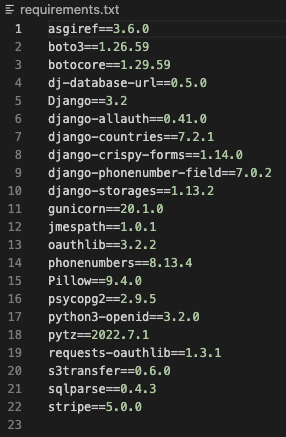 requirements.txt
1 asgiref==3.6.0
2 boto3==1.26.59
3 botocore==1.29.59
4 dj-database-url==0.5.0
5 Django==3.2
6 django-allauth==0.41.0
7 django-countries==7.2.1
8 django-crispy-forms==1.14.0
9 django-phonenumber-field==7.0.2
10 django-storages==1.13.2
11 gunicorn==20.1.0
12 jmespath==1.0.1
13 oauthlib==3.2.2
14 phonenumbers==8.13.4
15 Pillow==9.4.0
16 psycopg2==2.9.5
17 python3-openid==3.2.0
18 pytz==2022.7.1
19 requests-oauthlib==1.3.1
20 s3transfer==0.6.0
21 sqlparse==0.4.3
22 stripe==5.0.0
23